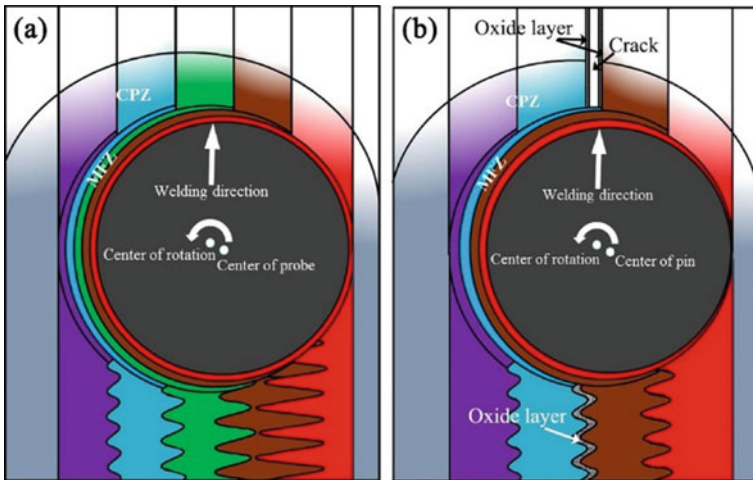 (a)
CPZ
MFZ
Welding direction
Center of rotation
Center of probe
(b)
Oxide layer
Crack
CPZ
MFZ
Welding direction
Center of rotation
Center of pin
Oxide layer